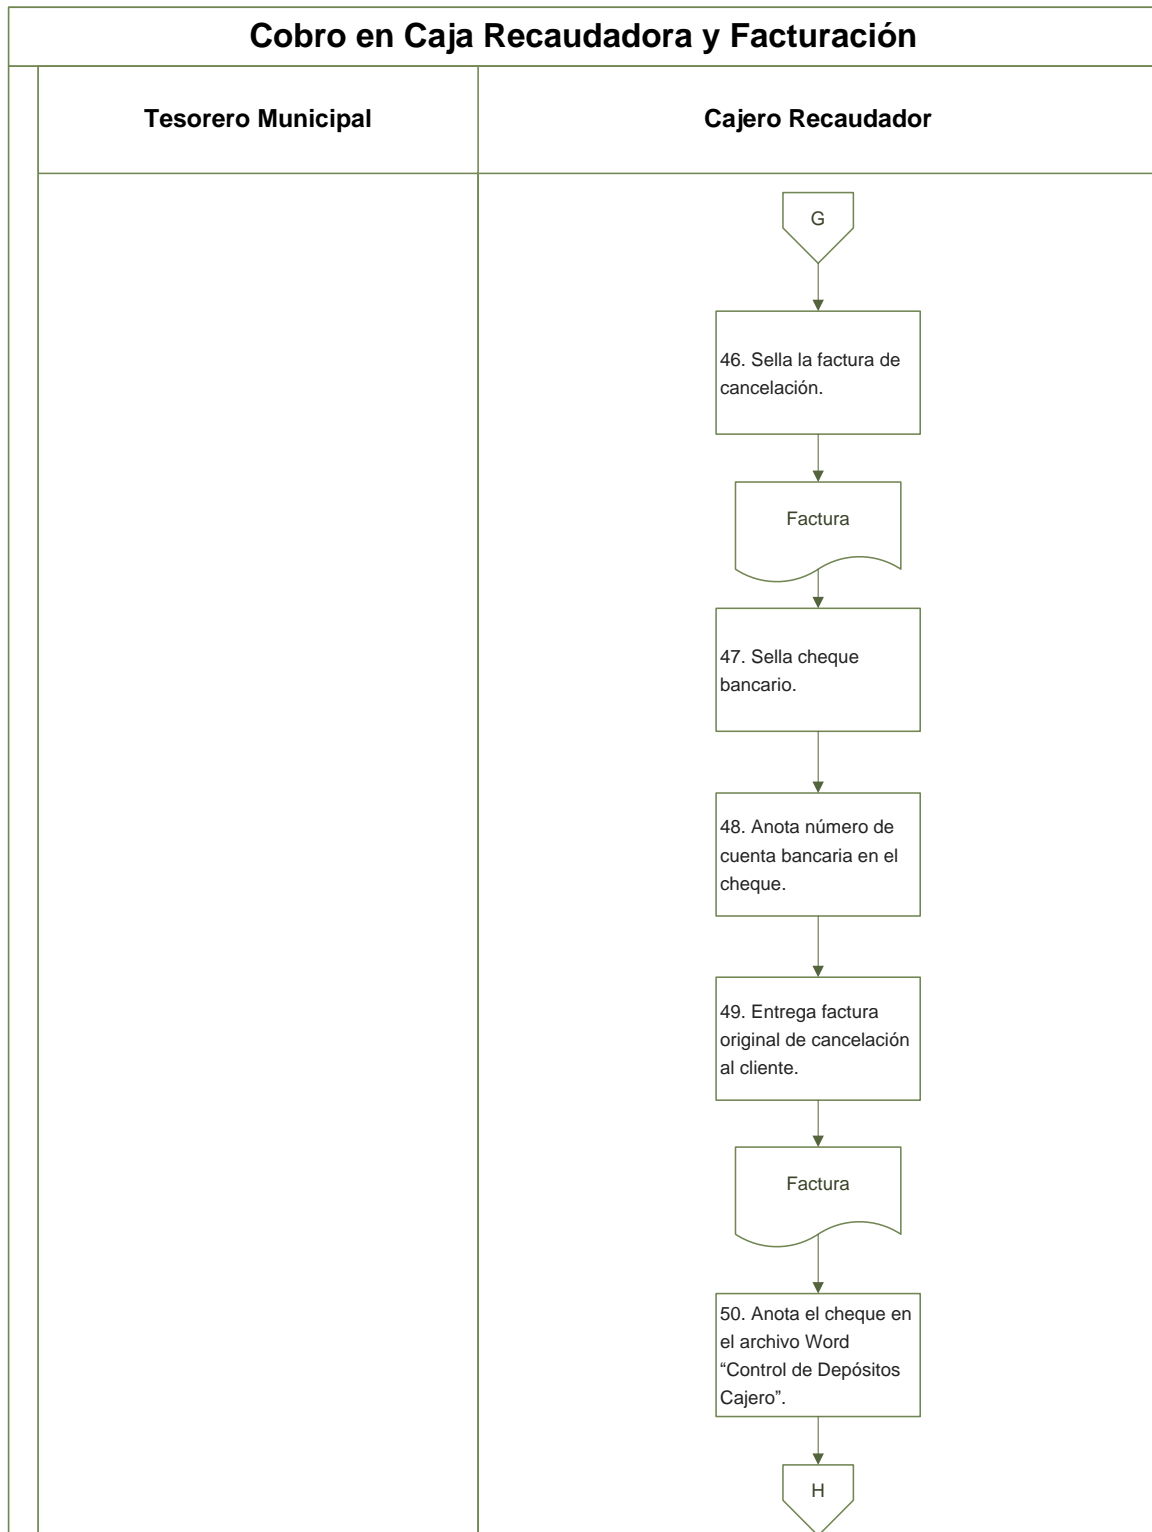 Cobro en Caja Recaudadora y Facturación
Tesorero Municipal
Cajero Recaudador
G
46. Sella la factura de
cancelación.
Factura
47. Sella cheque
bancario.
48. Anota número de
cuenta bancaria en el
cheque.
49. Entrega factura
original de cancelación
al cliente.
Factura
50. Anota el cheque en
el archivo Word
“Control de Depósitos
Cajero”.
H